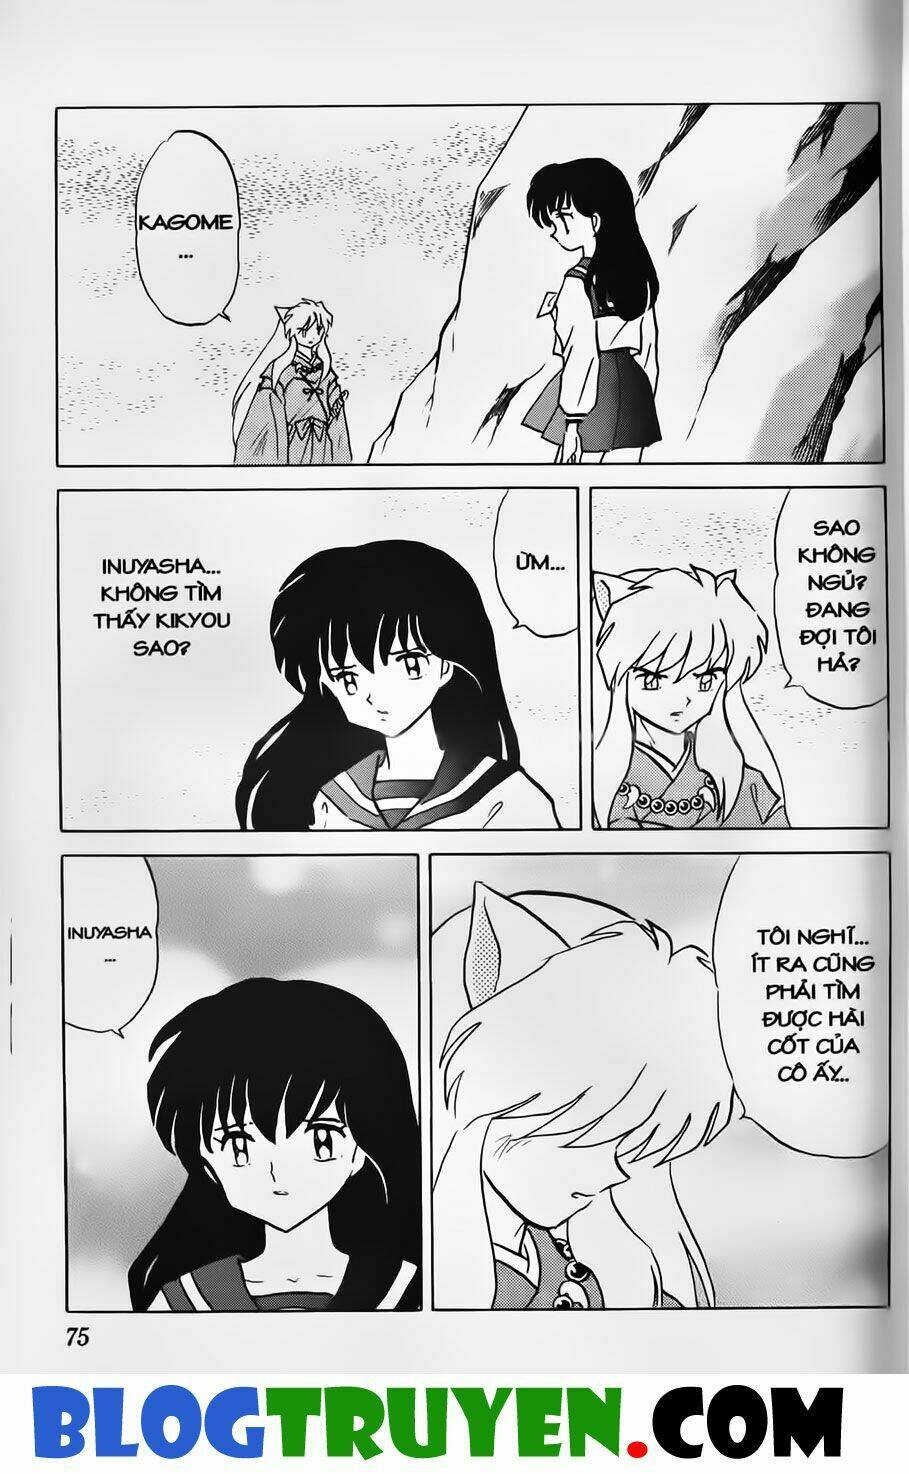 KAGOME
...
SAO
KHÔNG
NGỦ?
ĐANG
ĐỢI TÔI
HẢ?
ỪM...
INUYASHA...
KHÔNG TÌM
THẤY KIKYOU
SAO?
TÔI NGHĨ...
ÍT RA CŨNG
PHẢI TÌM
ĐƯỢC HÀI
CỐT CỦA
CÔ ẤY...
INUYASHA
...
75
BLOGTRUYEN.COM